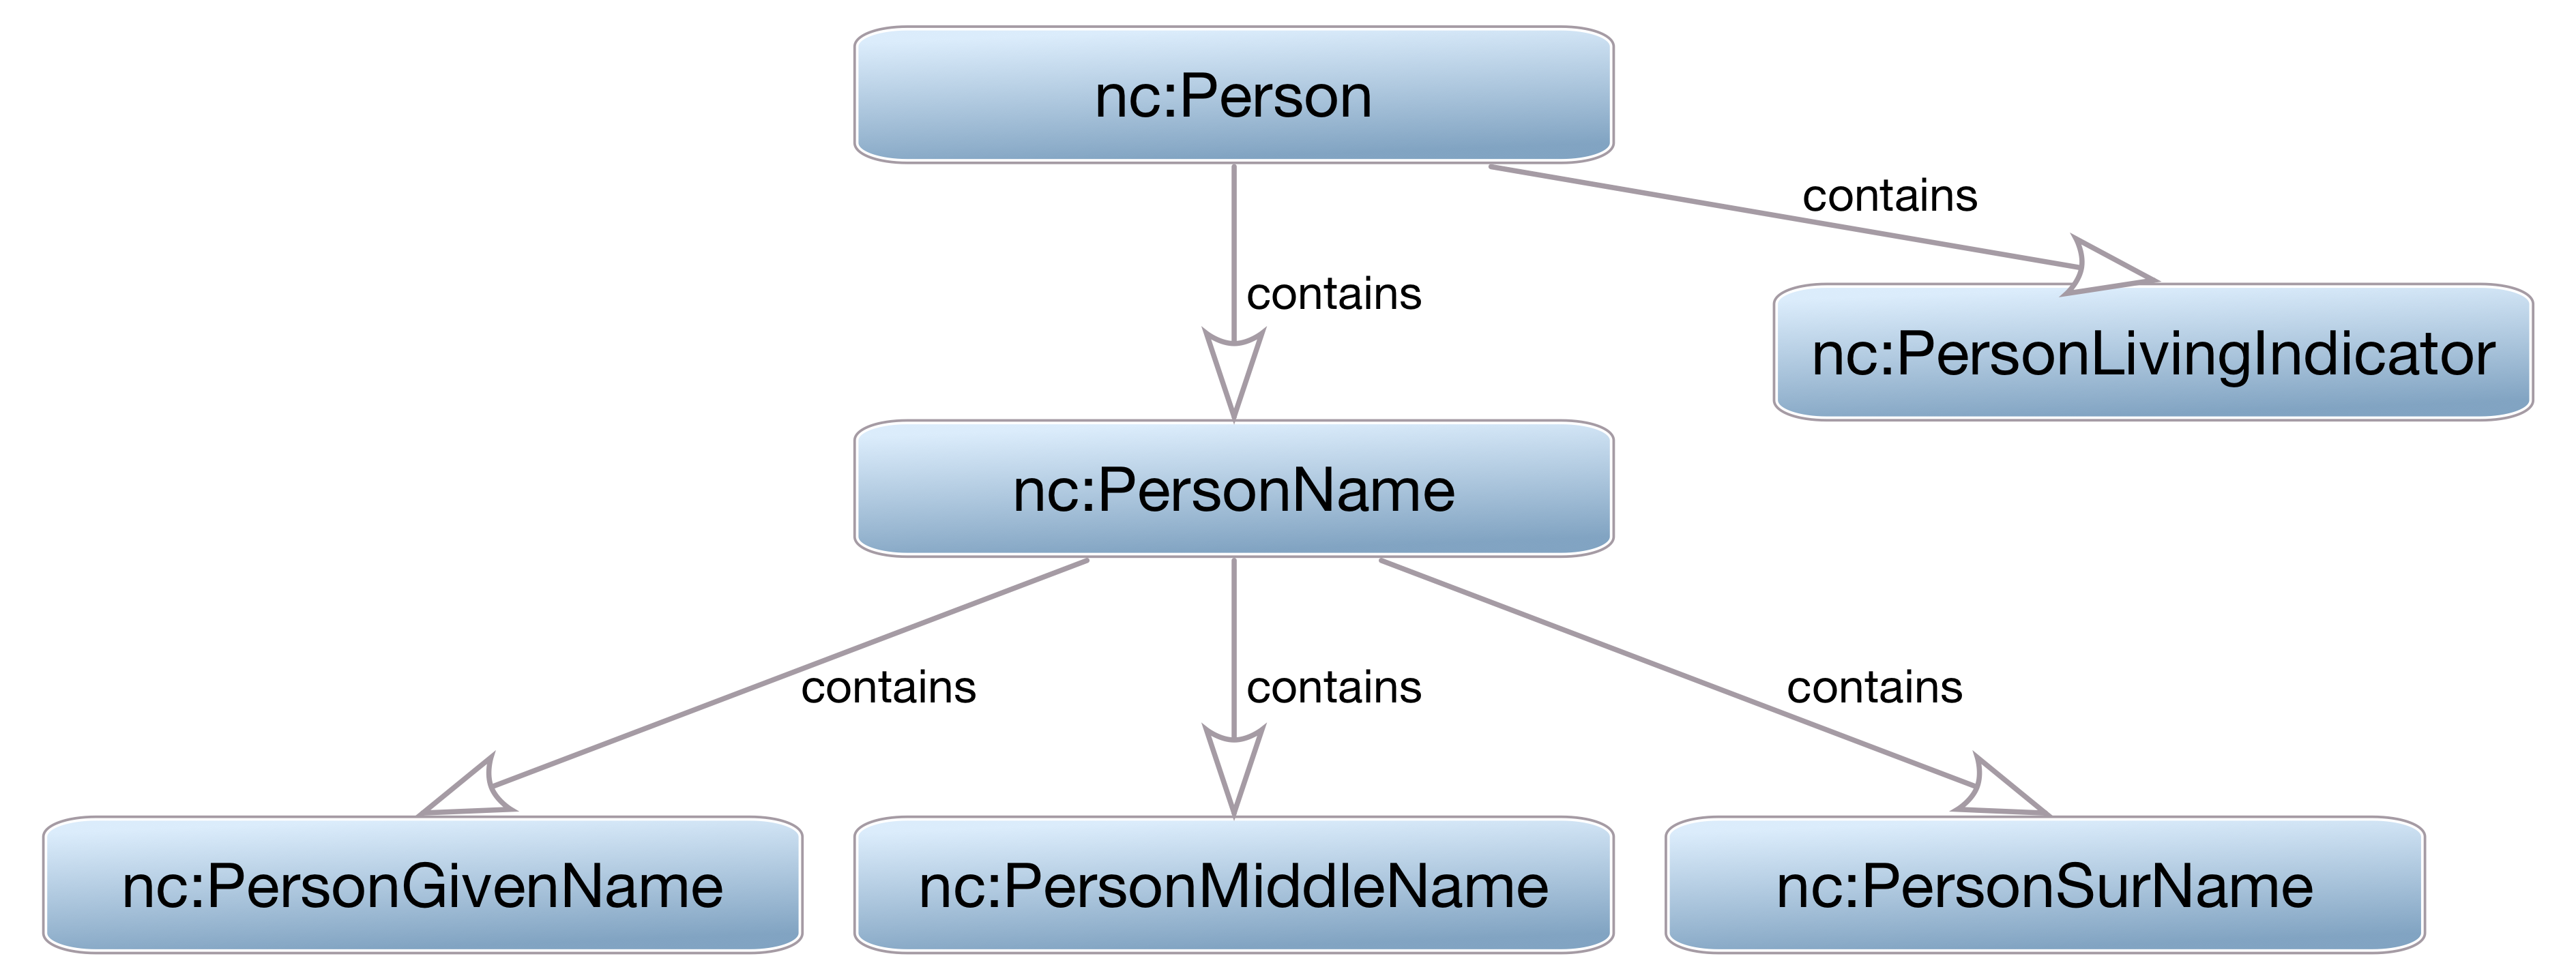 nc:Person
contains
contains
nc:PersonLivingIndicator
nc:PersonName
contains
contains
contains
nc:PersonGivenName
nc:PersonMiddleName
nc:PersonSurName